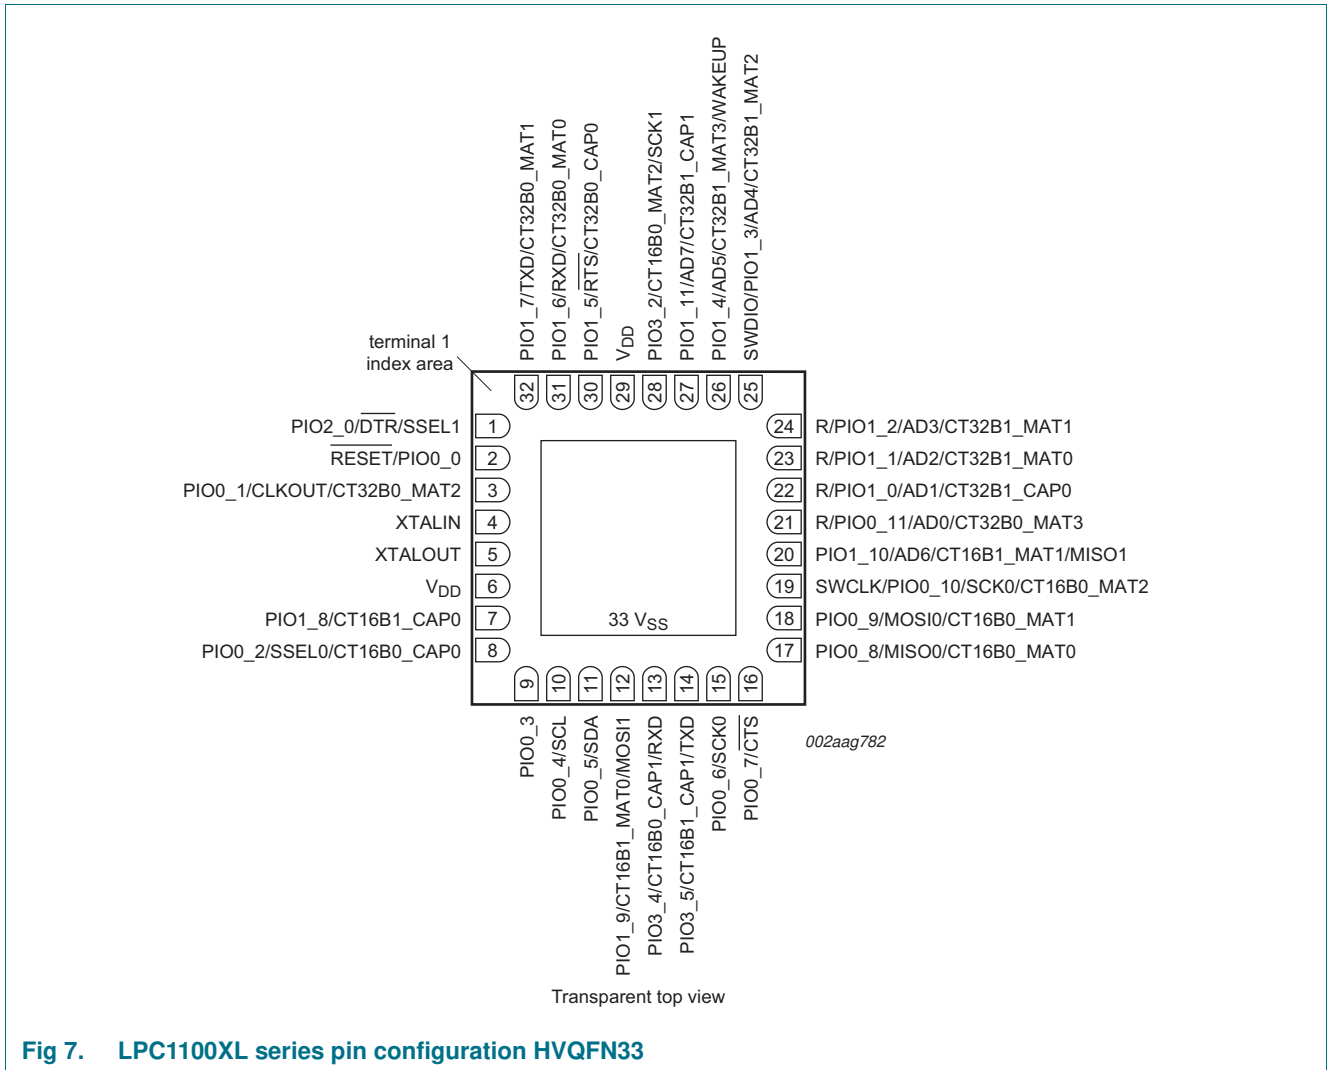 PIO1_7/TXD/CT32B0_MAT1
PIO1_6/RXD/CT32B0_MAT0
PIO1_5/RTS/CT32B0_CAP0
VDD
PIO3_2/CT16B0_MAT2/SCK1
PIO1_11/AD7/CT32B1_CAP1
PIO1_4/AD5/CT32B1_MAT3/WAKEUP
SWDIO/PIO1_3/AD4/CT32B1_MAT2
terminal 1
index area
32
31
30
29
28
27
26
25
PIO2_0/DTR/SSEL1 1
RESET/PIO0_0 2
PIO0_1/CLKOUT/CT32B0_MAT2 3
XTALIN 4
XTALOUT 5
VDD 6
PIO1_8/CT16B1_CAP0 7
PIO0_2/SSEL0/CT16B0_CAP0 8
24 R/PIO1_2/AD3/CT32B1_MAT1
23 R/PIO1_1/AD2/CT32B1_MAT0
22 R/PIO1_0/AD1/CT32B1_CAP0
21 R/PIO0_11/AD0/CT32B0_MAT3
20 PIO1_10/AD6/CT16B1_MAT1/MISO1
19 SWCLK/PIO0_10/SCK0/CT16B0_MAT2
18 PIO0_9/MOSI0/CT16B0_MAT1
17 PIO0_8/MISO0/CT16B0_MAT0
33 VSS
9
10
11
12
13
14
15
16
PIO0_3
PIO0_4/SCL
PIO0_5/SDA
PIO1_9/CT16B1_MAT0/MOSI1
PIO3_4/CT16B0_CAP1/RXD
PIO3_5/CT16B1_CAP1/TXD
PIO0_6/SCK0
PIO0_7/CTS
002aag782
Transparent top view
Fig 7. LPC1100XL series pin configuration HVQFN33